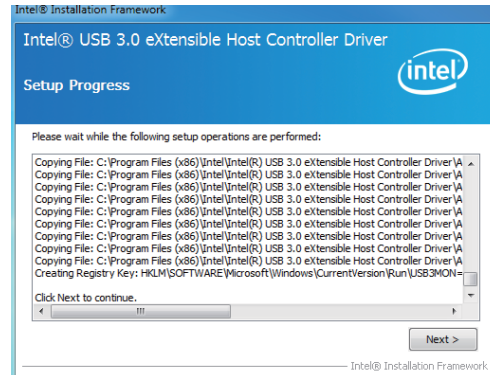 Intel® Installation Framework
Intel® USB 3.0 eXtensible Host Controller Driver
intel
Setup Progress
Please wait while the following setup operations are performed:
Copying File: C:\Program Files (x86)\Intel\Intel(R) USB 3.0 eXtensible Host Controller Driver\A
Copying File: C:\Program Files (x86)\Intel\Intel(R) USB 3.0 eXtensible Host Controller Driver\A
Copying File: C:\Program Files (x86)\Intel\Intel(R) USB 3.0 eXtensible Host Controller Driver\A
Copying File: C:\Program Files (x86)\Intel\Intel(R) USB 3.0 eXtensible Host Controller Driver\A
Copying File: C:\Program Files (x86)\Intel\Intel(R) USB 3.0 eXtensible Host Controller Driver\A
Copying File: C:\Program Files (x86)\Intel\Intel(R) USB 3.0 eXtensible Host Controller Driver\A
Copying File: C:\Program Files (x86)\Intel\Intel(R) USB 3.0 eXtensible Host Controller Driver\A
Copying File: C:\Program Files (x86)\Intel\Intel(R) USB 3.0 eXtensible Host Controller Driver\A
Copying File: C:\Program Files (x86)\Intel\Intel(R) USB 3.0 eXtensible Host Controller Driver\A
Creating Registry Key: HKLM\SOFTWARE\Microsoft\Windows\CurrentVersion\Run\USB3MON=
Click Next to continue.
Next >
Intel® Installation Framework